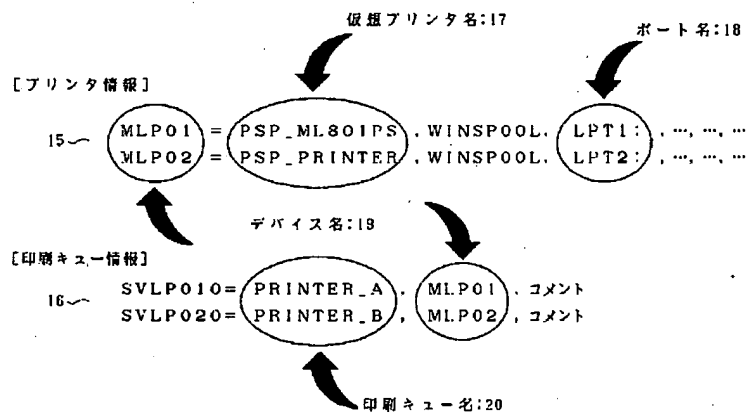 仮想プリンタ名:17
ポート名:18
[プリンタ情報]
15 MLP01 = PSP_ML801PS, WINSPOOL, LPT1: , …, …, …
MLP02 = PSP_PRINTER, WINSPOOL, LPT2: , …, …, …
デバイス名:19
[印刷キュー情報]
16 SVLP010= PRINTER_A, MLP01, コメント
SVLP020= PRINTER_B, MLP02, コメント
印刷キュー名:20